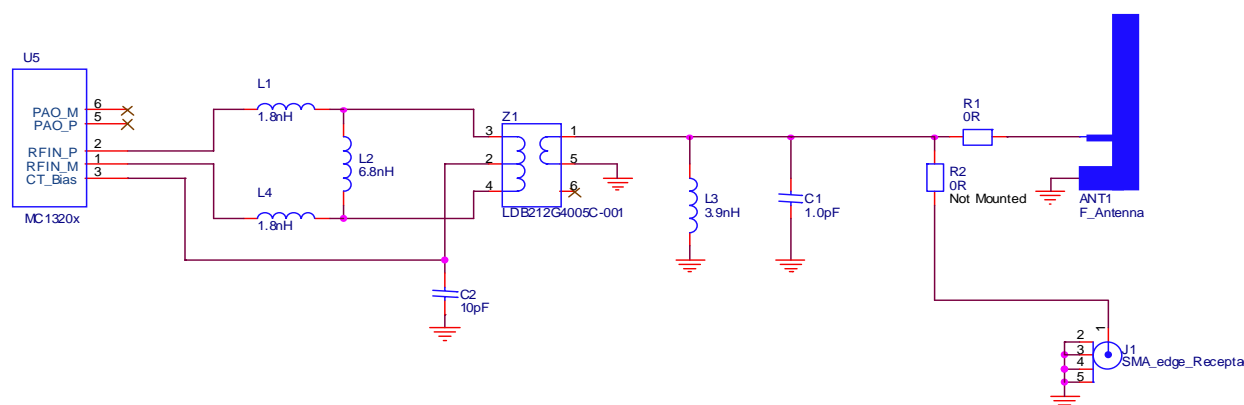 U5
PAO_M
6
PAO_P
5
RFIN_P
2
RFIN_M
1
CT_Bias
3
MC1320x
L1
1.8nH
L2
6.8nH
L4
1.8nH
C2
10pF
Z1
3
2
4
1
5
6
LDB212G4005C-001
L3
3.9nH
C1
1.0pF
R1
0R
R2
0R
Not Mounted
ANT1
F_Antenna
1
2
3
4
5
J1
SMA_edge_Recepta